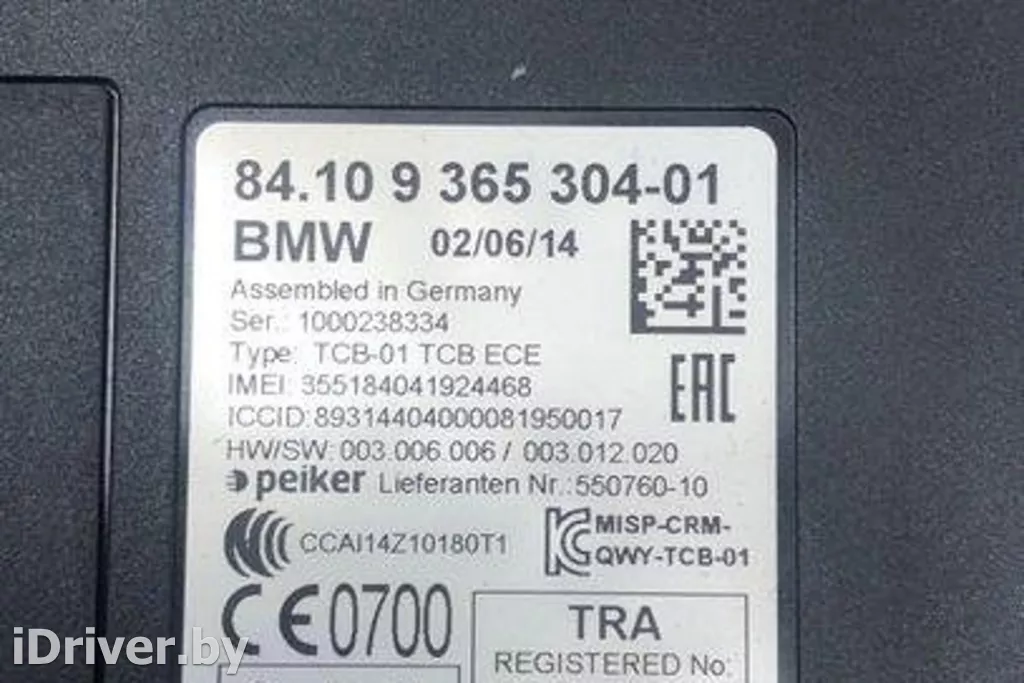 84.10 9 365 304-01
BMW 02/06/14
Assembled in Germany
Ser.: 1000238334
Type: TCB-01 TCB ECE
IMEI: 355184041924468
EAC
ICCID:89314404000081950017
HW/SW: 003.006.006 / 003.012.020
peiker Lieferanten Nr.:550760-10
CCAI14Z10180T1
MISP-CRM-
QWY-TCB-01
CE0700
TRA
REGISTERED No:
iDriver.by